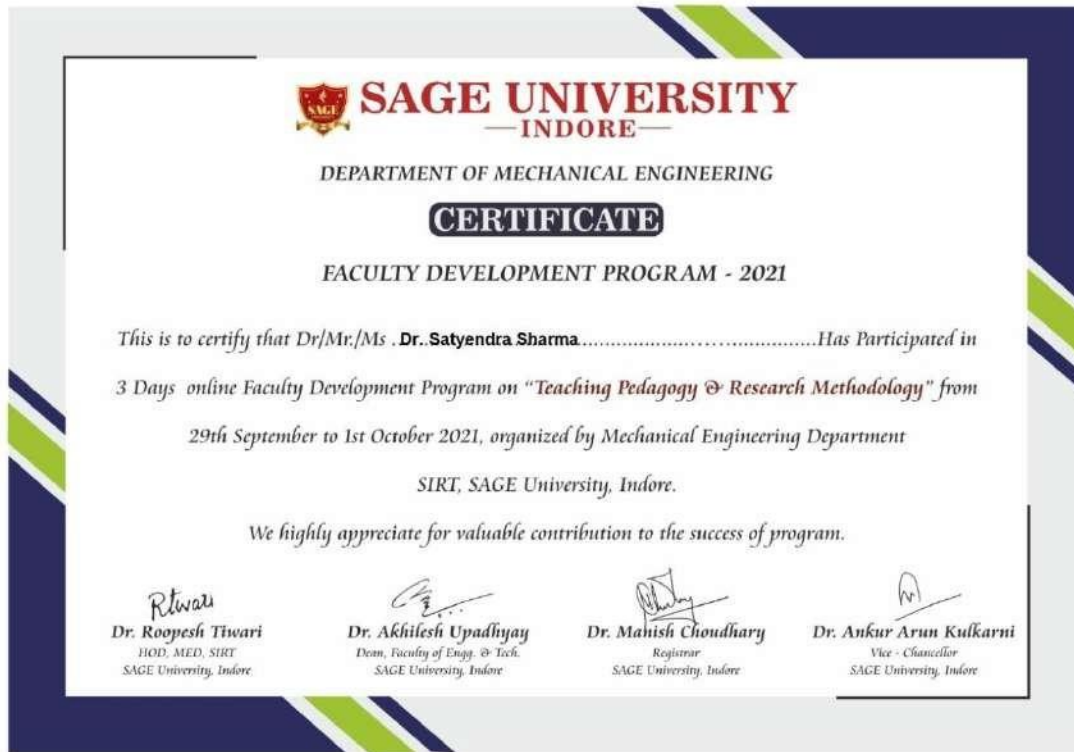 SAGE
SAGE UNIVERSITY
INDORE
DEPARTMENT OF MECHANICAL ENGINEERING
CERTIFICATE
FACULTY DEVELOPMENT PROGRAM - 2021
This is to certify that Dr/Mr./Ms ..Dr. Satyendra Sharma..........................................Has Participated in
3 Days online Faculty Development Program on "Teaching Pedagogy & Research Methodology" from
29th September to 1st October 2021, organized by Mechanical Engineering Department
SIRT, SAGE University, Indore.
We highly appreciate for valuable contribution to the success of program.
RTiwari
Dr. Roopesh Tiwari
HOD, MED, SIRT
SAGE University, Indore
Dr. Akhilesh Upadhyay
Dean, Faculty of Engg. & Tech.
SAGE University, Indore
Dr. Manish Choudhary
Registrar
SAGE University, Indore
Dr. Ankur Arun Kulkarni
Vice - Chancellor
SAGE University, Indore